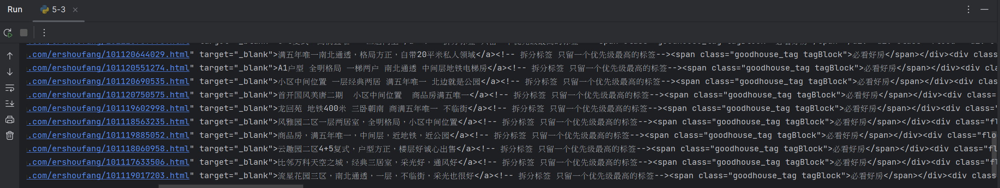 Run 5-3
.com/ershoufang/101120644029.html" target="_blank">满五年唯一南北通透，格局方正，自带20平米私人领域</a><!-- 拆分标签 只留一个优先级最高的标签--><span class="goodhouse_tag tagBlock">必看好房</span></div><div clas
.com/ershoufang/101120551274.html" target="_blank">A1户型 全明格局 一梯两户 南北通透 中间层地铁电梯房</a><!-- 拆分标签 只留一个优先级最高的标签--><span class="goodhouse_tag tagBlock">必看好房</span></div><div cla
.com/ershoufang/101120690535.html" target="_blank">小区中间位置 一层经典两居 满五年唯一 北边就是公园</a><!-- 拆分标签 只留一个优先级最高的标签--><span class="goodhouse_tag tagBlock">必看好房</span></div><div clas
.com/ershoufang/101120750575.html" target="_blank">首开国风美唐二期  小区中间位置  商品房满五唯一</a><!-- 拆分标签 只留一个优先级最高的标签--><span class="goodhouse_tag tagBlock">必看好房</span></div><div class=
.com/ershoufang/101119602998.html" target="_blank">龙回苑 地铁400米 三卧朝南 商满五年唯一 不临街</a><!-- 拆分标签 只留一个优先级最高的标签--><span class="goodhouse_tag tagBlock">必看好房</span></div><div class="
.com/ershoufang/101118563235.html" target="_blank">风雅园二区一层两居室，全明格局，小区中间位置</a><!-- 拆分标签 只留一个优先级最高的标签--><span class="goodhouse_tag tagBlock">必看好房</span></div><div class="fl
.com/ershoufang/101119885052.html" target="_blank">商品房，满五年唯一，中间层，近地铁，近公园</a><!-- 拆分标签 只留一个优先级最高的标签--><span class="goodhouse_tag tagBlock">必看好房</span></div><div class="flo
.com/ershoufang/101118060958.html" target="_blank">云趣园二区4+5复式，户型方正，楼层好诚心出售</a><!-- 拆分标签 只留一个优先级最高的标签--><span class="goodhouse_tag tagBlock">必看好房</span></div><div class="fl
.com/ershoufang/101117633506.html" target="_blank">比邻万科天空之城，经典三居室，采光好，通风好</a><!-- 拆分标签 只留一个优先级最高的标签--><span class="goodhouse_tag tagBlock">必看好房</span></div><div class="fl
.com/ershoufang/101119017203.html" target="_blank">流星花园三区，南北通透，一层，不临街，采光也很好</a><!-- 拆分标签 只留一个优先级最高的标签--><span class="goodhouse_tag tagBlock">必看好房</span></div><div class